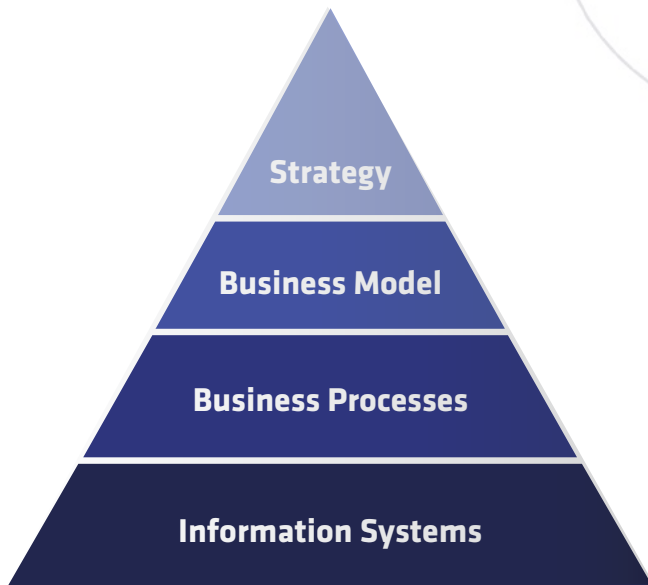 Strategy
Business Model
Business Processes
Information Systems